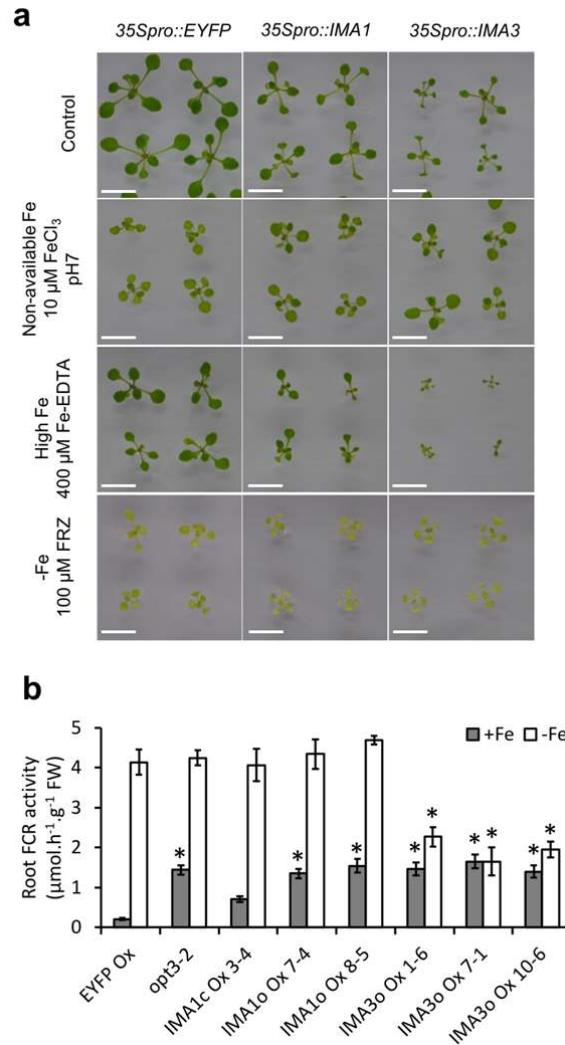 a
35Spro::EYFP 35Spro::IMA1 35Spro::IMA3
Control
Non-available Fe
10 µM FeCl₃
pH7
High Fe
400 µM Fe-EDTA
-Fe
100 µM FRZ
b
Root FCR activity
(µmol.h⁻¹.g⁻¹ FW)
5
4
3
2
1
0
+Fe -Fe
* * * * * * * * *
EYFP Ox
opt3-2
IMA1c Ox 3-4
IMA1o Ox 7-4
IMA1o Ox 8-5
IMA3o Ox 1-6
IMA3o Ox 7-1
IMA3o Ox 10-6